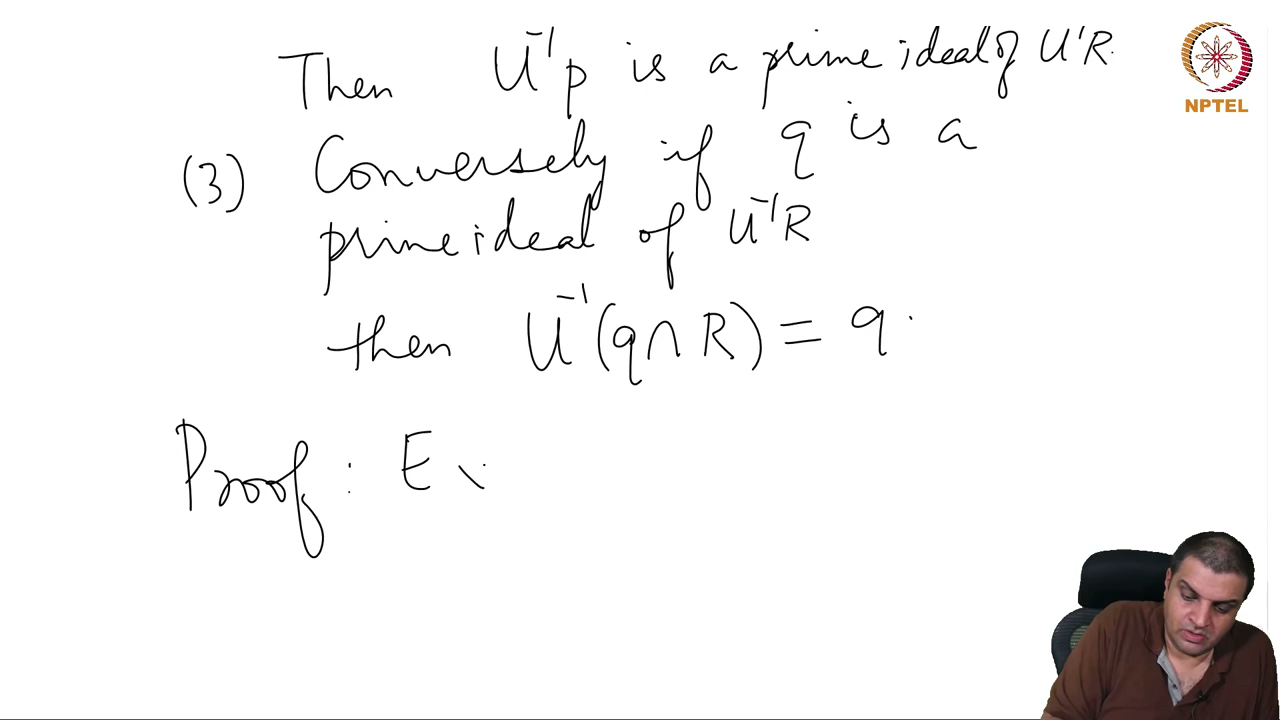 Then U⁻¹p is a prime ideal of U⁻¹R.
(3) Conversely if q is a
prime ideal of U⁻¹R
then U⁻¹(q ∩ R) = q.
Proof : Ex
NPTEL